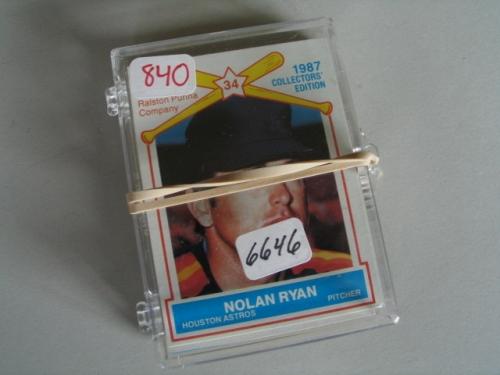 840
Ralston Purina
Company
34
1987
COLLECTORS'
EDITION
6646
NOLAN RYAN
HOUSTON ASTROS
PITCHER